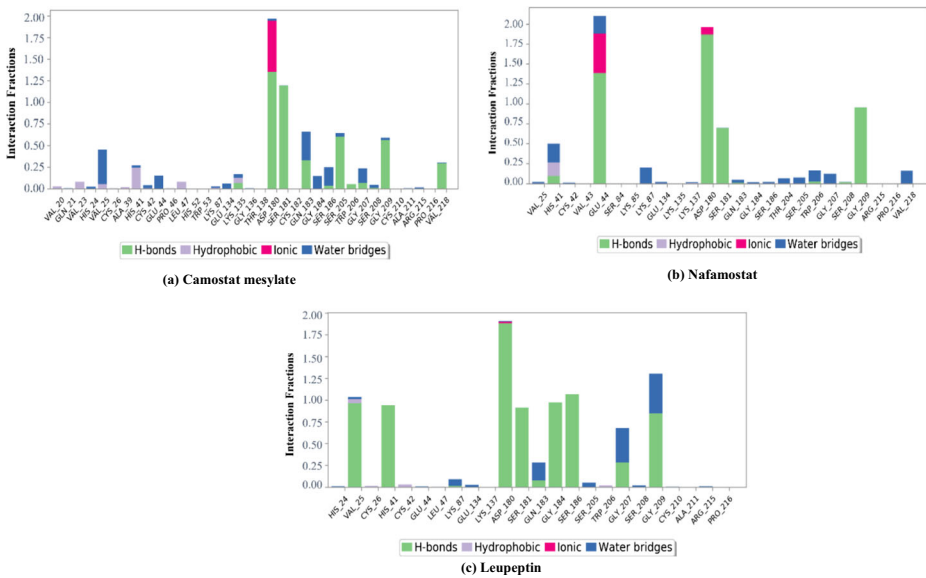 Interaction Fractions
2.00
1.75
1.50
1.25
1.00
0.75
0.50
0.25
0.00
VAL_20
GLN_21
VAL_23
HIS_24
VAL_25
CYS_26
ALA_39
HIS_41
CYS_42
GLU_44
PRO_46
LEU_47
HIS_52
TRP_53
LYS_87
GLU_134
LYS_135
GLY_136
THR_138
ASP_180
SER_181
CYS_182
GLN_183
GLY_184
SER_186
SER_205
TRP_206
GLY_207
SER_208
GLY_209
CYS_210
ALA_211
ARG_215
PRO_216
VAL_218
H-bonds Hydrophobic Ionic Water bridges
(a) Camostat mesylate
Interaction Fractions
2.00
1.75
1.50
1.25
1.00
0.75
0.50
0.25
0.00
VAL_25
HIS_41
CYS_42
VAL_43
GLU_44
SER_84
LYS_85
LYS_87
GLU_134
LYS_135
LYS_137
ASP_180
SER_181
GLN_183
GLY_184
SER_186
THR_204
SER_205
TRP_206
GLY_207
SER_208
GLY_209
ARG_215
PRO_216
VAL_218
H-bonds Hydrophobic Ionic Water bridges
(b) Nafamostat
Interaction Fractions
2.00
1.75
1.50
1.25
1.00
0.75
0.50
0.25
0.00
HIS_24
VAL_25
CYS_26
HIS_41
CYS_42
GLU_44
LEU_47
LYS_87
GLU_134
LYS_137
ASP_180
SER_181
GLN_183
GLY_184
SER_186
SER_205
TRP_206
GLY_207
SER_208
GLY_209
CYS_210
ALA_211
ARG_215
PRO_216
H-bonds Hydrophobic Ionic Water bridges
(c) Leupeptin